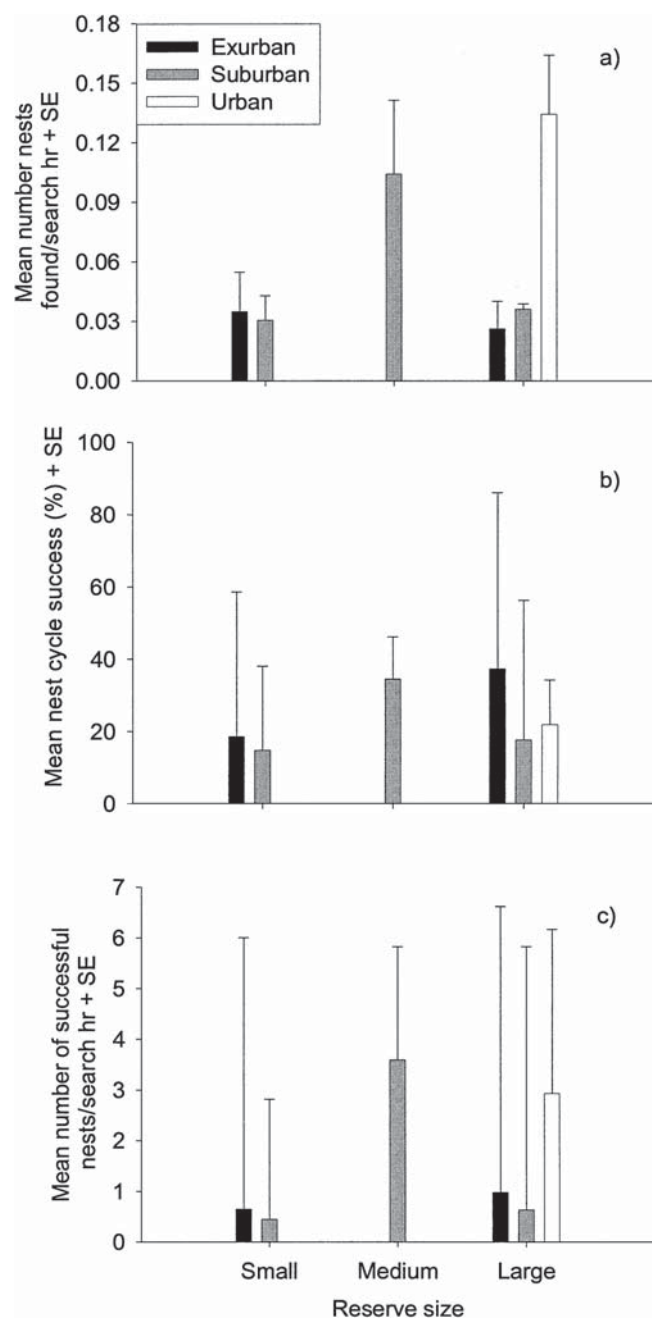 0.18
0.15
0.12
0.09
0.06
0.03
0.00
Mean number nests
found/search hr + SE
Exurban
Suburban
Urban
a)
100
80
60
40
20
0
Mean nest cycle success (%) + SE
b)
7
6
5
4
3
2
1
0
Mean number of successful
nests/search hr + SE
c)
Small Medium Large
Reserve size